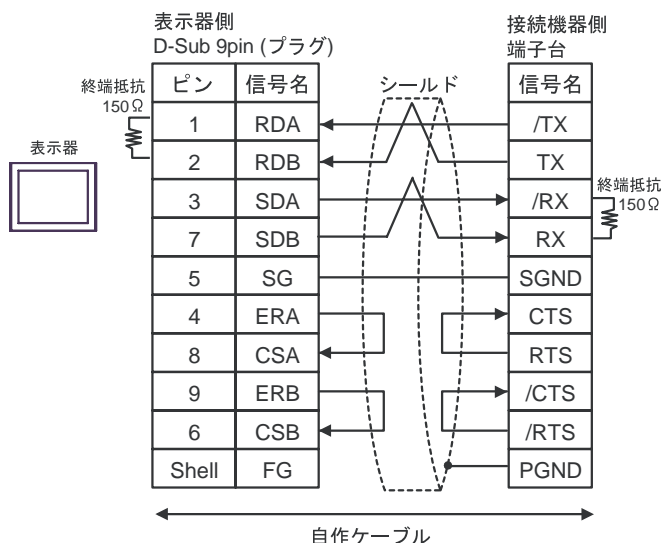 表示器側
D-Sub 9pin (プラグ)
接続機器側
端子台
終端抵抗
150Ω
表示器
シールド
ピン 信号名 信号名
1 RDA /TX
2 RDB TX
3 SDA /RX
7 SDB RX
終端抵抗
150Ω
5 SG SGND
4 ERA CTS
8 CSA RTS
9 ERB /CTS
6 CSB /RTS
Shell FG PGND
自作ケーブル